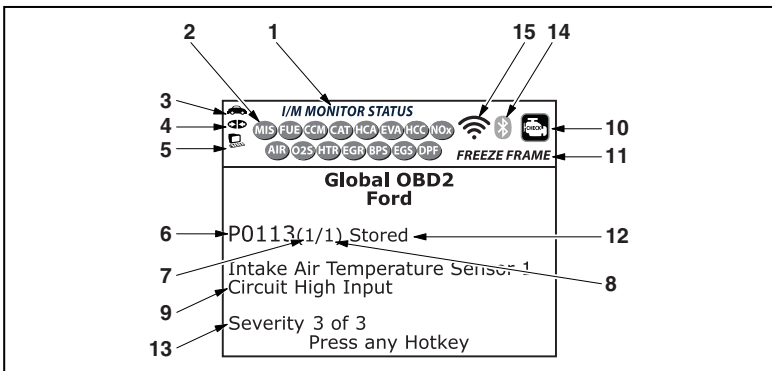 2 1 15 14
3 I/M MONITOR STATUS
4 MIS FUE CCM CAT HCA EVA HCC NOx CHECK 10
5 AIR O2S HTR EGR BPS EGS DPF FREEZE FRAME 11
Global OBD2
Ford
6 P0113(1/1) Stored 12
7 Intake Air Temperature Sensor 1 8
9 Circuit High Input
13 Severity 3 of 3
Press any Hotkey